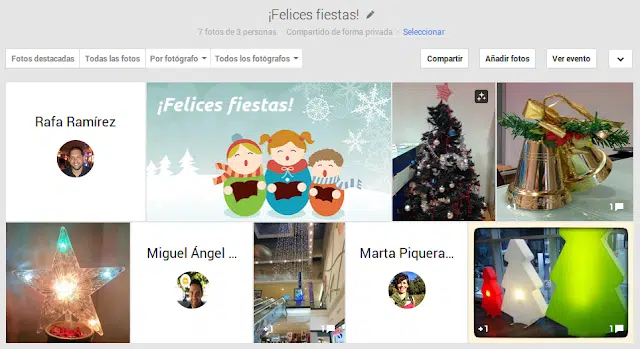 ¡Felices fiestas!
7 fotos de 3 personas Compartido de forma privada Seleccionar
Fotos destacadas Todas las fotos Por fotógrafo Todos los fotógrafos Compartir Añadir fotos Ver evento
Rafa Ramírez
¡Felices fiestas!
1
Miguel Ángel ...
Marta Piquera...
+1 1
+1 1